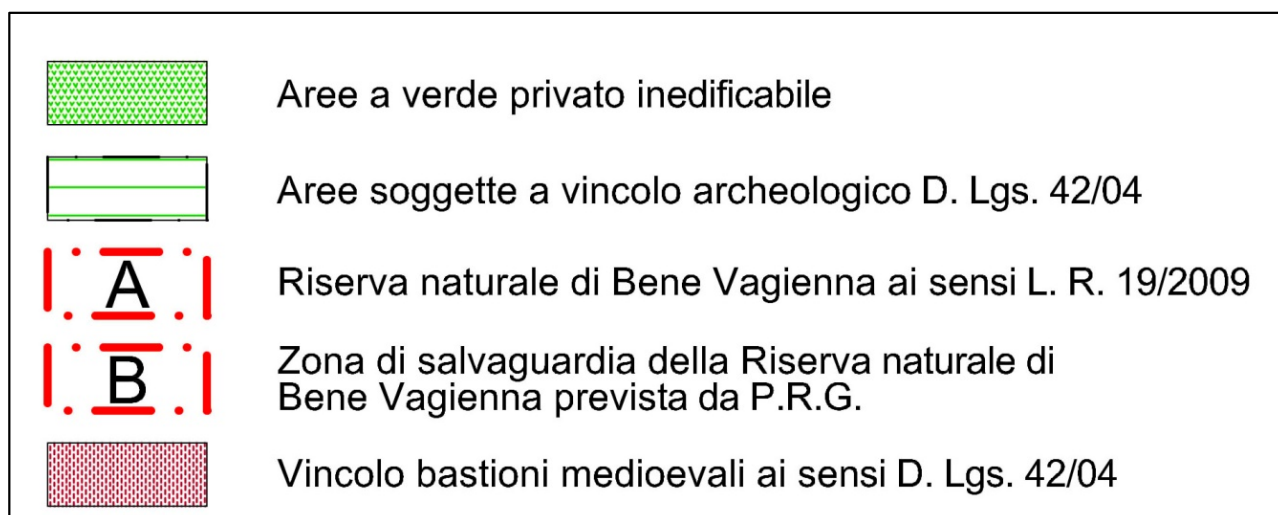 Aree a verde privato inedificabile
Aree soggette a vincolo archeologico D. Lgs. 42/04
A
Riserva naturale di Bene Vagienna ai sensi L. R. 19/2009
B
Zona di salvaguardia della Riserva naturale di
Bene Vagienna prevista da P.R.G.
Vincolo bastioni medioevali ai sensi D. Lgs. 42/04